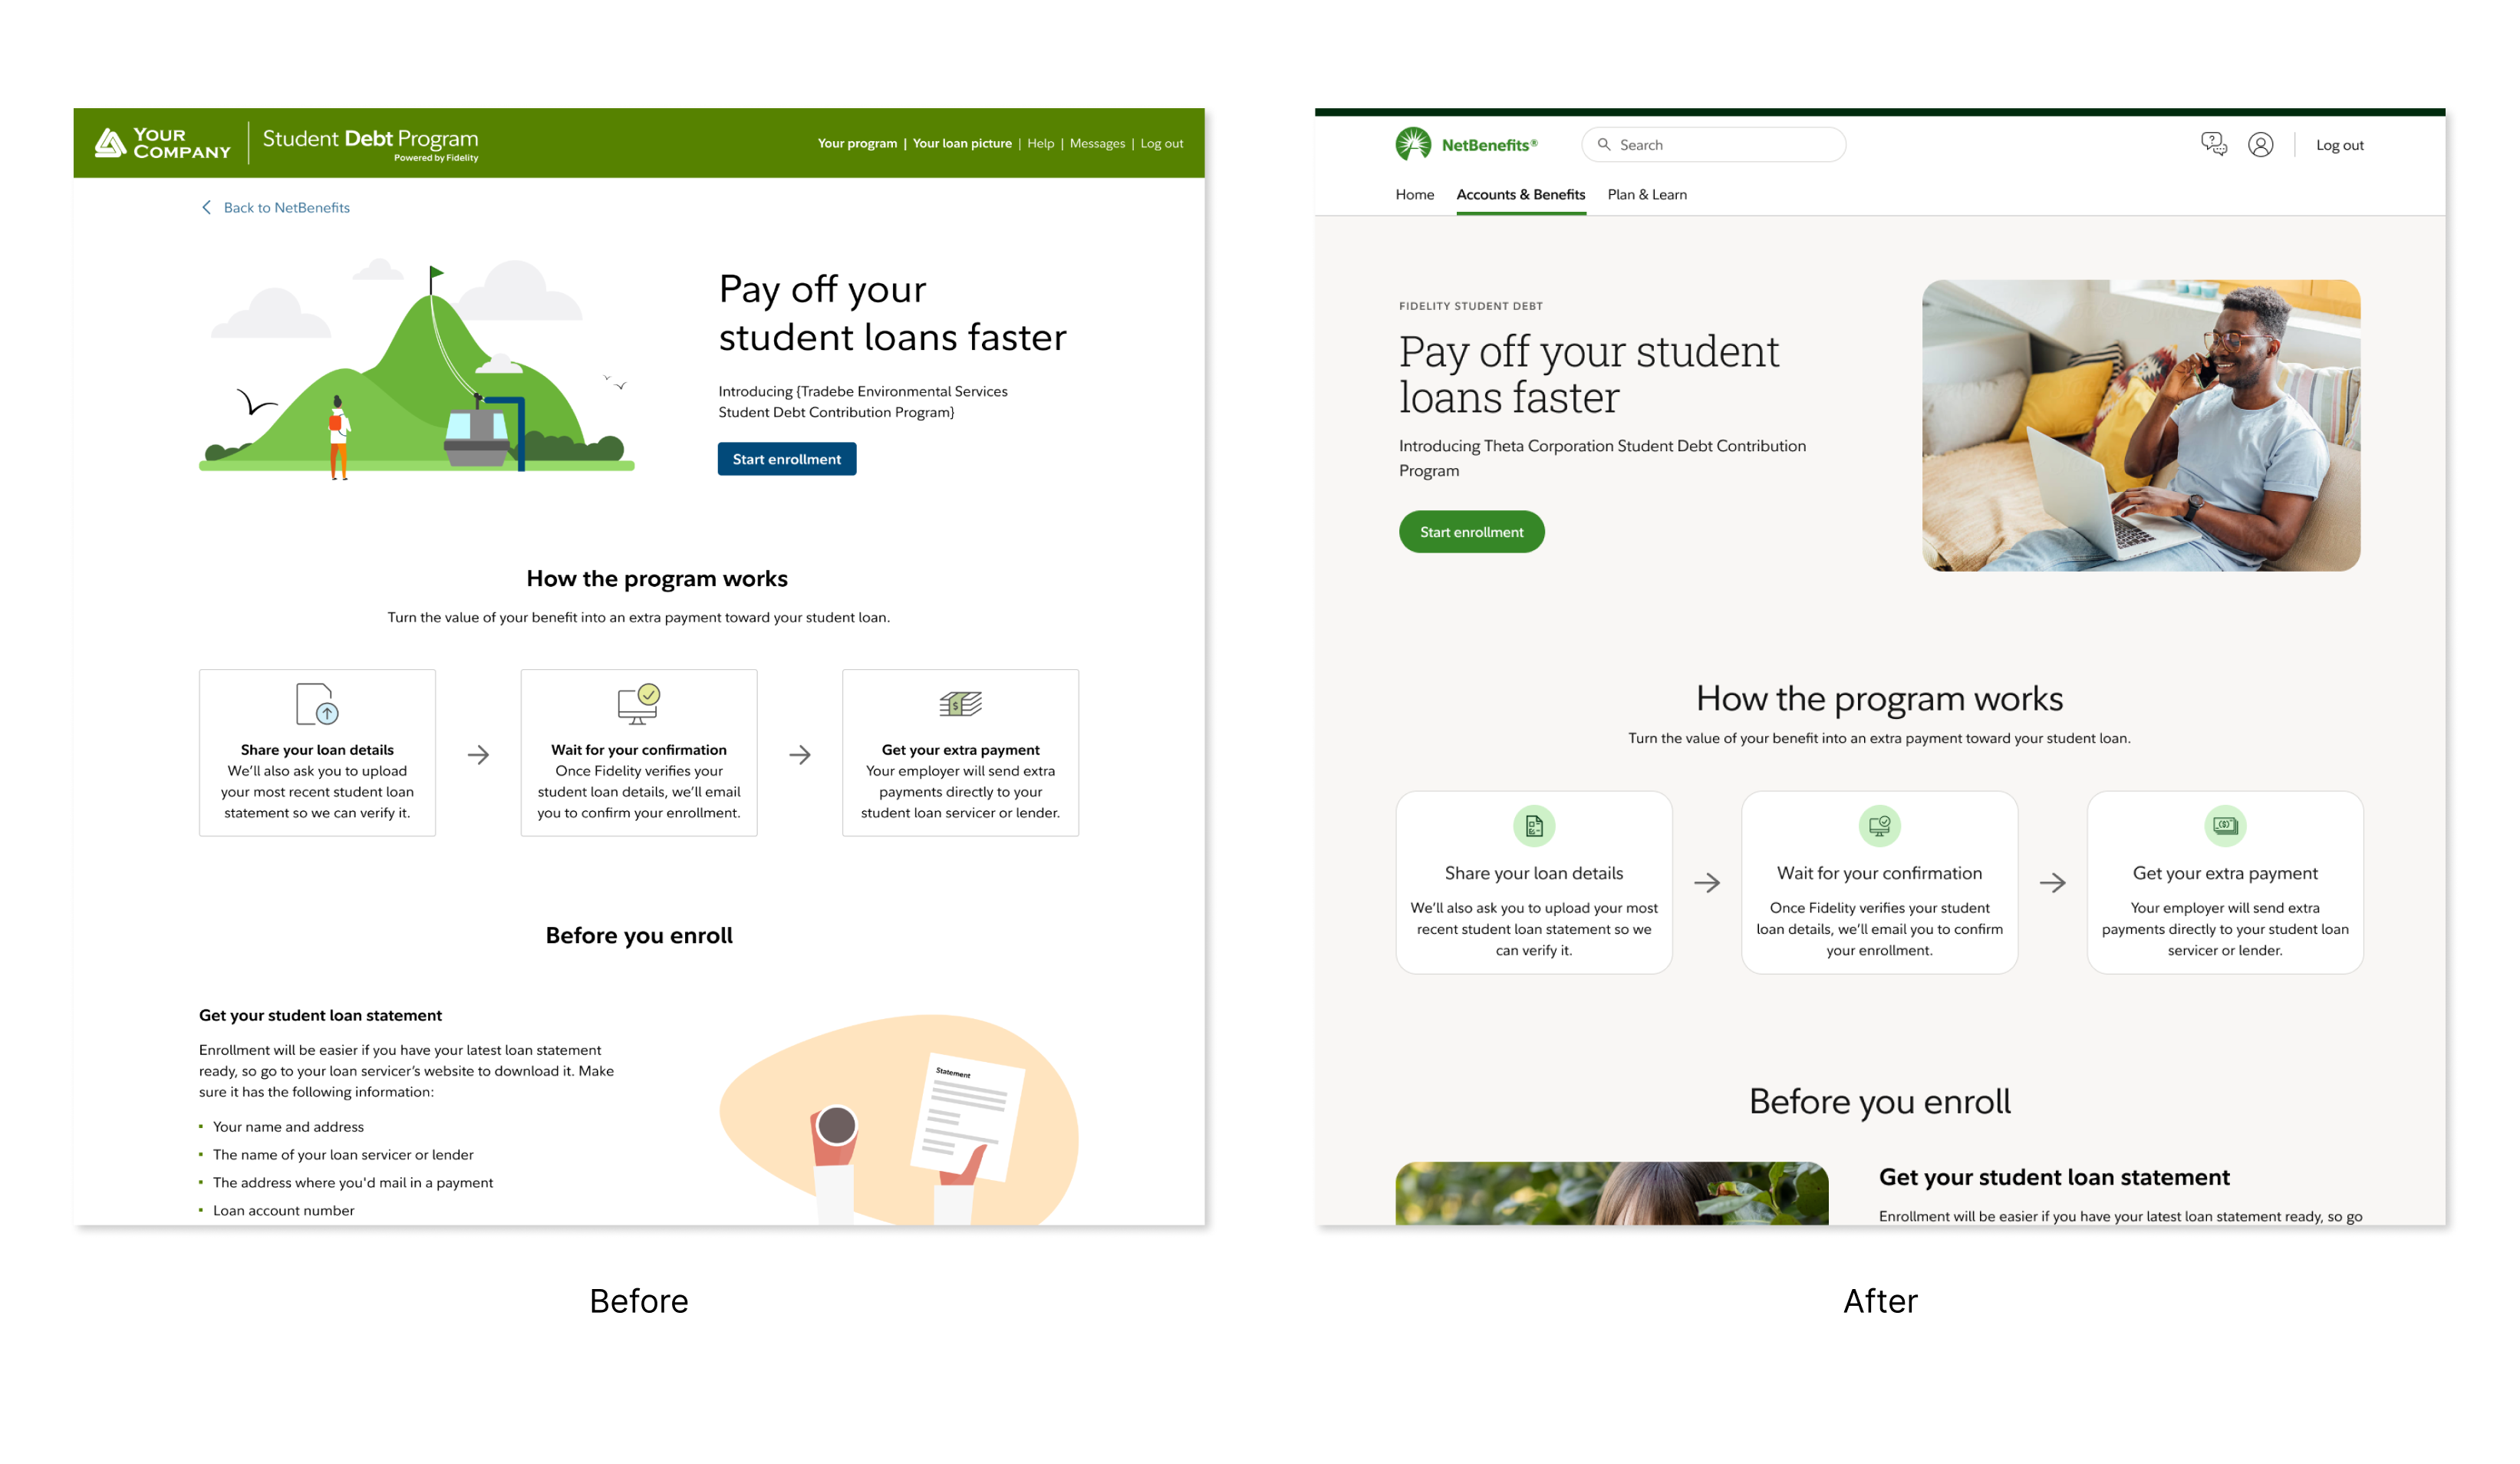 YOUR
COMPANY
Student Debt Program
Powered by Fidelity
Your program | Your loan picture | Help | Messages | Log out
Back to NetBenefits
Pay off your
student loans faster
Introducing {Tradebe Environmental Services
Student Debt Contribution Program}
Start enrollment
How the program works
Turn the value of your benefit into an extra payment toward your student loan.
Share your loan details
We'll also ask you to upload
your most recent student loan
statement so we can verify it.
Wait for your confirmation
Once Fidelity verifies your
student loan details, we'll email
you to confirm your enrollment.
$
Get your extra payment
Your employer will send extra
payments directly to your
student loan servicer or lender.
Before you enroll
Get your student loan statement
Enrollment will be easier if you have your latest loan statement
ready, so go to your loan servicer's website to download it. Make
sure it has the following information:
Your name and address
The name of your loan servicer or lender
The address where you'd mail in a payment
Loan account number
Statement
Before
NetBenefits®
Search
?
Log out
Home
Accounts & Benefits
Plan & Learn
FIDELITY STUDENT DEBT
Pay off your student
loans faster
Introducing Theta Corporation Student Debt Contribution
Program
Start enrollment
How the program works
Turn the value of your benefit into an extra payment toward your student loan.
Share your loan details
We'll also ask you to upload your most
recent student loan statement so we
can verify it.
Wait for your confirmation
Once Fidelity verifies your student
loan details, we'll email you to confirm
your enrollment.
$
Get your extra payment
Your employer will send extra
payments directly to your student loan
servicer or lender.
Before you enroll
Get your student loan statement
Enrollment will be easier if you have your latest loan statement ready, so go
After